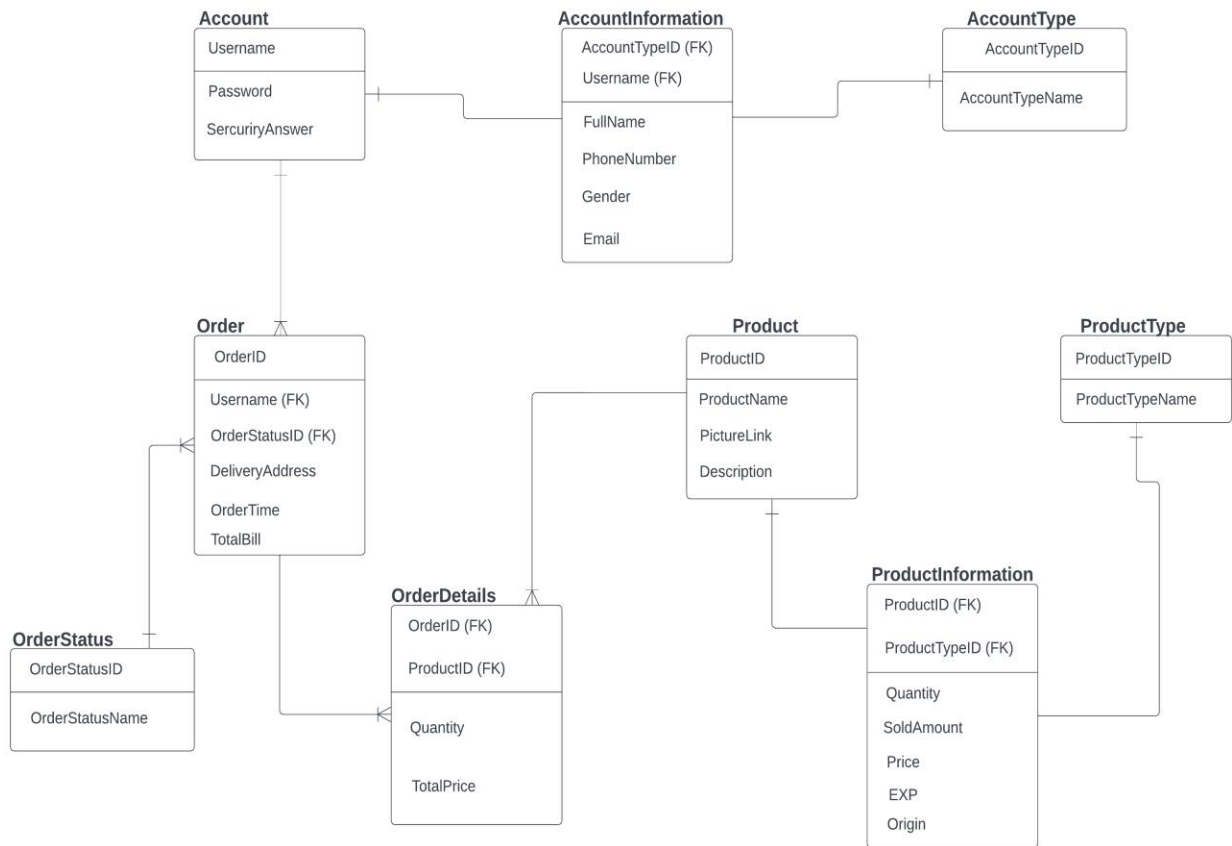 Account
Username
Password
SercuriryAnswer
AccountInformation
AccountTypeID (FK)
Username (FK)
FullName
PhoneNumber
Gender
Email
AccountType
AccountTypeID
AccountTypeName
Order
OrderID
Username (FK)
OrderStatusID (FK)
DeliveryAddress
OrderTime
TotalBill
Product
ProductID
ProductName
PictureLink
Description
ProductType
ProductTypeID
ProductTypeName
OrderStatus
OrderStatusID
OrderStatusName
OrderDetails
OrderID (FK)
ProductID (FK)
Quantity
TotalPrice
ProductInformation
ProductID (FK)
ProductTypeID (FK)
Quantity
SoldAmount
Price
EXP
Origin